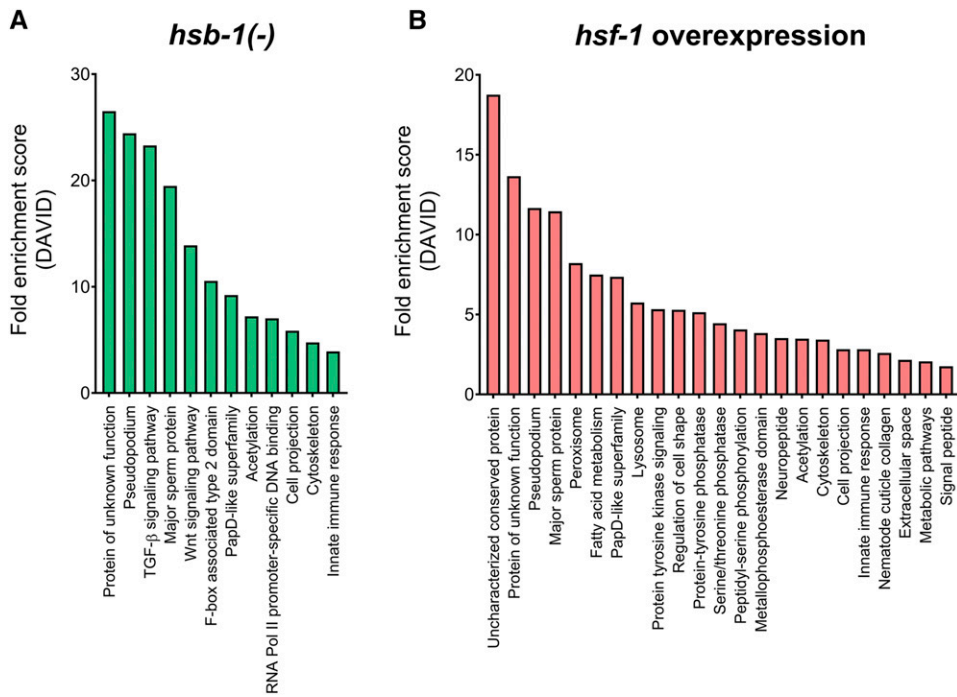 A
hsb-1(-)
Fold enrichment score
(DAVID)
30
20
10
0
Protein of unknown function
Pseudopodium
TGF-β signaling pathway
Major sperm protein
Wnt signaling pathway
F-box associated type 2 domain
PapD-like superfamily
Acetylation
RNA Pol II promoter-specific DNA binding
Cell projection
Cytoskeleton
Innate immune response
B
hsf-1 overexpression
Fold enrichment score
(DAVID)
20
15
10
5
0
Uncharacterized conserved protein
Protein of unknown function
Pseudopodium
Major sperm protein
Peroxisome
Fatty acid metabolism
PapD-like superfamily
Lysosome
Protein tyrosine kinase signaling
Regulation of cell shape
Protein-tyrosine phosphatase
Serine/threonine phosphatase
Peptidyl-serine phosphorylation
Metallophosphoesterase domain
Neuropeptide
Acetylation
Cytoskeleton
Cell projection
Innate immune response
Nematode cuticle collagen
Extracellular space
Metabolic pathways
Signal peptide